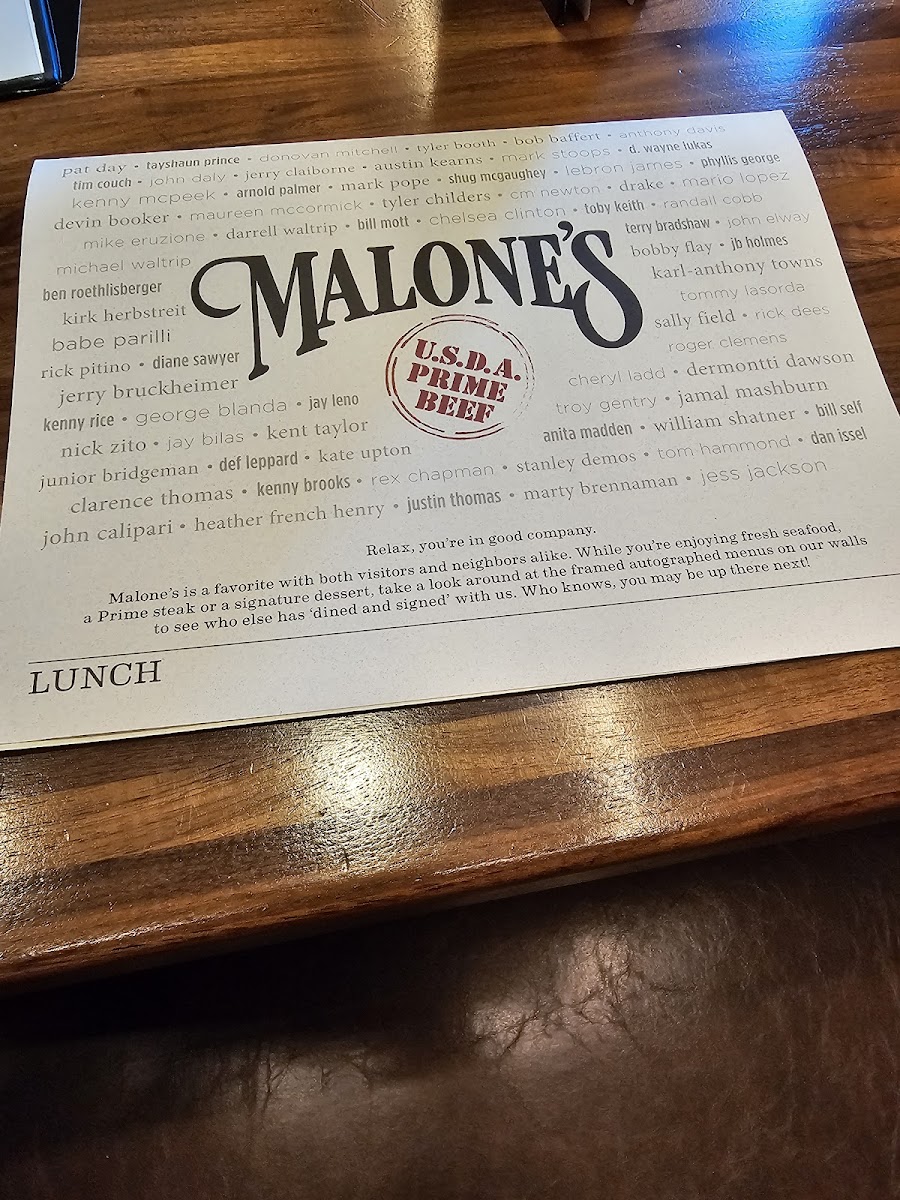 pat day • tayshaun prince • donovan mitchell • tyler booth • bob baffert • anthony davis
tim couch • john daly • jerry claiborne • austin kearns • mark stoops • d. wayne lukas
kenny mcpeek • arnold palmer • mark pope • shug mcgaughey • lebron james • phyllis george
devin booker • maureen mccormick • tyler childers • cm newton • drake • mario lopez
mike eruzione • darrell waltrip • bill mott • chelsea clinton • toby keith • randall cobb
michael waltrip
terry bradshaw • john elway
ben roethlisberger
bobby flay • jb holmes
kirk herbstreit
karl-anthony towns
babe parilli
tommy lasorda
rick pitino • diane sawyer
sally field • rick dees
jerry bruckheimer
roger clemens
MALONE'S
U.S.D.A.
PRIME
BEEF
kenny rice • george blanda • jay leno
cheryl ladd • dermontti dawson
nick zito • jay bilas • kent taylor
troy gentry • jamal mashburn
junior bridgeman • def leppard • kate upton
anita madden • william shatner • bill self
clarence thomas • kenny brooks • rex chapman • stanley demos • tom hammond • dan issel
john calipari • heather french henry • justin thomas • marty brennaman • jess jackson
Relax, you're in good company.
Malone's is a favorite with both visitors and neighbors alike. While you're enjoying fresh seafood,
a Prime steak or a signature dessert, take a look around at the framed autographed menus on our walls
to see who else has 'dined and signed' with us. Who knows, you may be up there next!
LUNCH